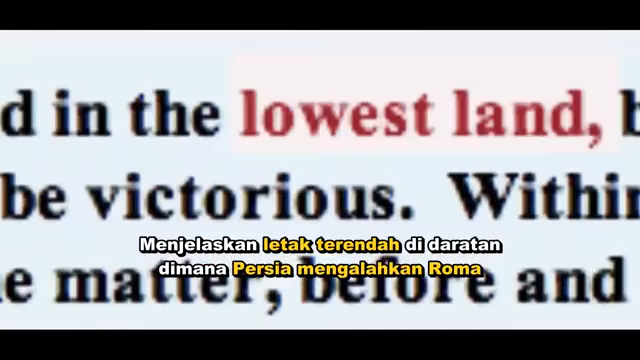 d in the lowest land, b
be victorious. Within
Menjelaskan letak terendah di daratan
dimana Persia mengalahkan Roma
e matter, before and